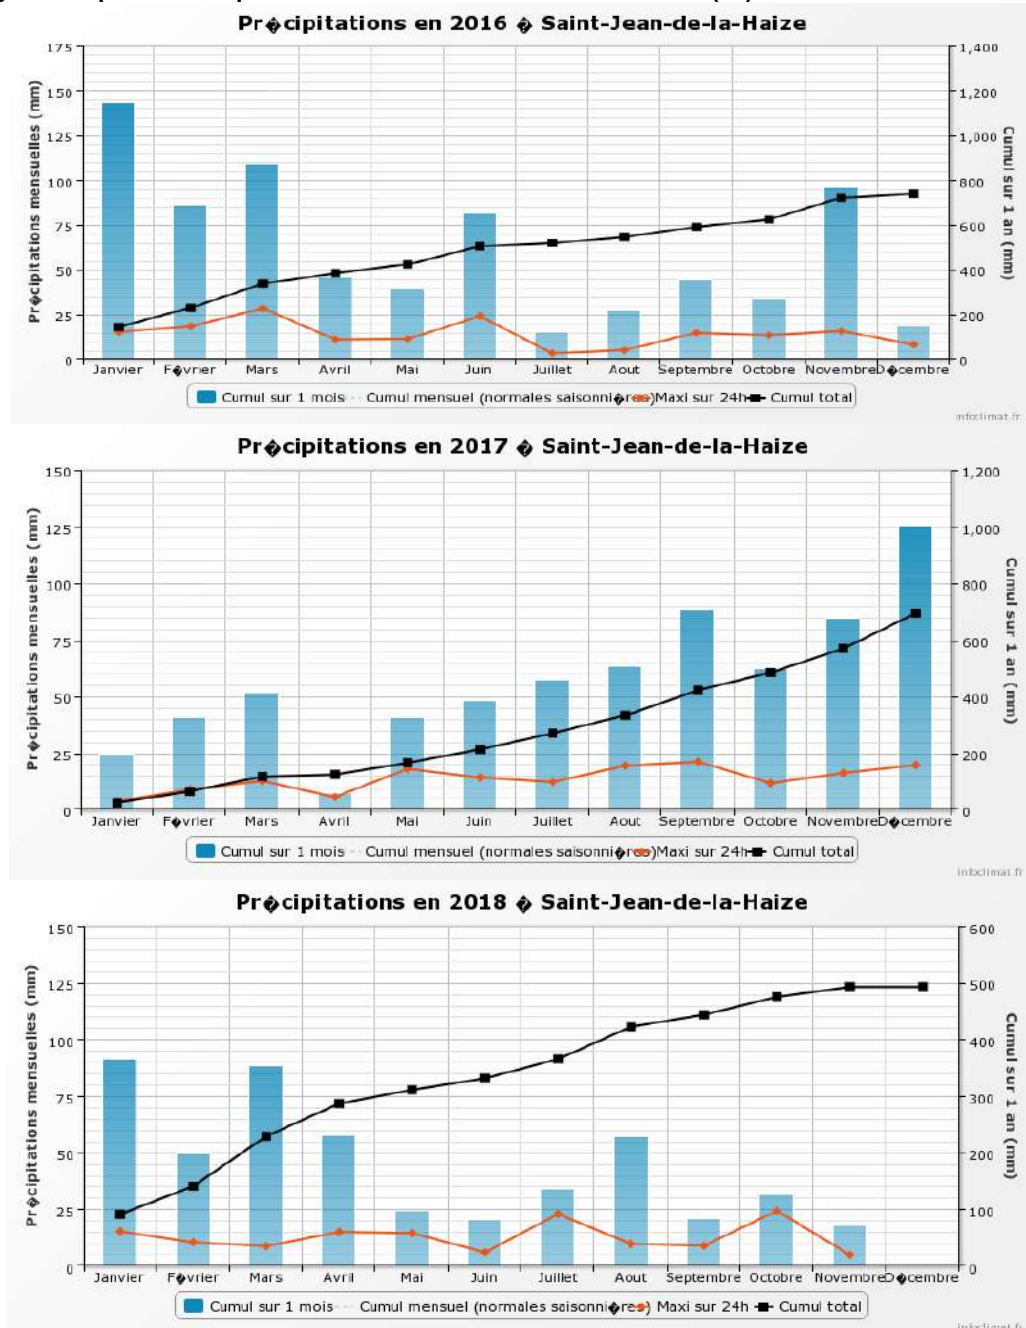 Pr�cipitations en 2016 � Saint-Jean-de-la-Haize
Pr�cipitations mensuelles (mm)
175
150
125
100
75
50
25
0
1,400
1,200
1,000
800
600
400
200
0
Cumul sur 1 an (mm)
Janvier F�vrier Mars Avril Mai Juin Juillet Aout Septembre Octobre Novembre D�cembre
Cumul sur 1 mois Cumul mensuel (normales saisonni�res) Maxi sur 24h Cumul total
infoclimat.fr
Pr�cipitations en 2017 � Saint-Jean-de-la-Haize
Pr�cipitations mensuelles (mm)
150
125
100
75
50
25
0
1,200
1,000
800
600
400
200
0
Cumul sur 1 an (mm)
Janvier F�vrier Mars Avril Mai Juin Juillet Aout Septembre Octobre Novembre D�cembre
Cumul sur 1 mois Cumul mensuel (normales saisonni�res) Maxi sur 24h Cumul total
infoclimat.fr
Pr�cipitations en 2018 � Saint-Jean-de-la-Haize
Pr�cipitations mensuelles (mm)
150
125
100
75
50
25
0
600
500
400
300
200
100
0
Cumul sur 1 an (mm)
Janvier F�vrier Mars Avril Mai Juin Juillet Aout Septembre Octobre Novembre D�cembre
Cumul sur 1 mois Cumul mensuel (normales saisonni�res) Maxi sur 24h Cumul total
infoclimat.fr